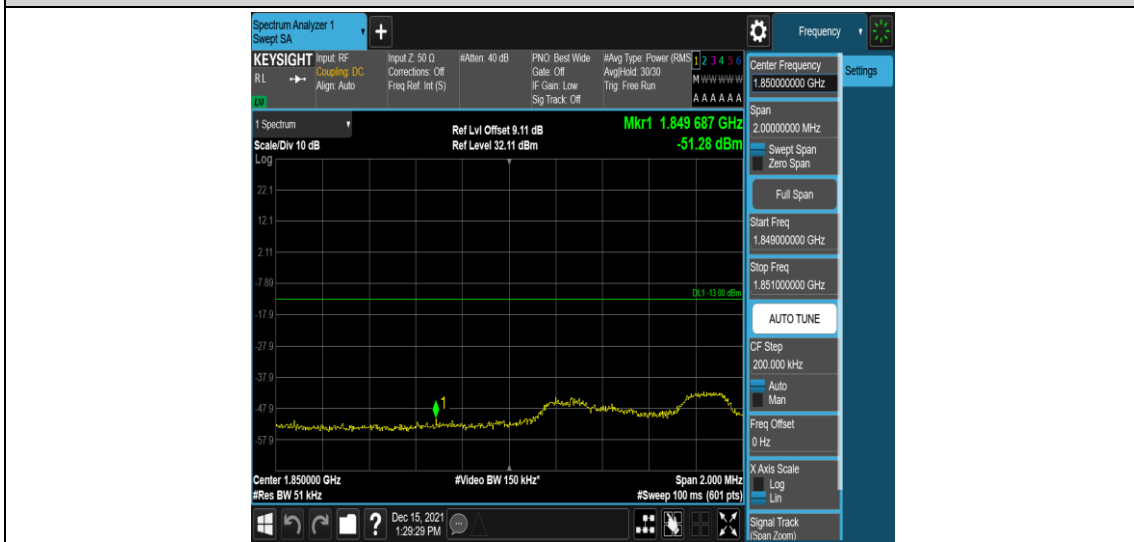 Spectrum Analyzer 1
Swept SA
+
Frequency
KEYSIGHT
RL
Input: RF
Coupling: DC
Align: Auto
Input Z: 50 Ω
Corrections: Off
Freq Ref: Int (S)
#Atten: 40 dB
PNO: Best Wide
Gate: Off
IF Gain: Low
Sig Track: Off
#Avg Type: Power (RMS
Avg|Hold: 30/30
Trig: Free Run
1 2 3 4 5 6
M W W W W W
A A A A A A
1 Spectrum
Scale/Div 10 dB
Ref Lvl Offset 9.11 dB
Ref Level 32.11 dBm
Mkr1 1.849 687 GHz
-51.28 dBm
Log
22.1
12.1
2.11
-7.89
DL1 -13.00 dBm
-17.9
-27.9
-37.9
-47.9
1
-57.9
Center 1.850000 GHz
#Video BW 150 kHz*
Span 2.000 MHz
#Res BW 51 kHz
#Sweep 100 ms (601 pts)
Dec 15, 2021
1:29:29 PM
?
Center Frequency
1.850000000 GHz
Settings
Span
2.00000000 MHz
Swept Span
Zero Span
Full Span
Start Freq
1.849000000 GHz
Stop Freq
1.851000000 GHz
AUTO TUNE
CF Step
200.000 kHz
Auto
Man
Freq Offset
0 Hz
X Axis Scale
Log
Lin
Signal Track
(Span Zoom)